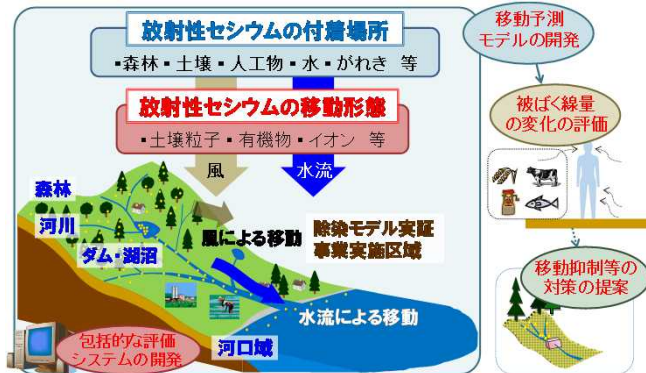 放射性セシウムの付着場所
▪森林▪土壌▪人工物▪水▪がれき 等
放射性セシウムの移動形態
▪土壌粒子▪有機物▪イオン 等
風
水流
森林
河川
ダム・湖沼
風による移動
除染モデル実証
事業実施区域
水流による移動
河口域
包括的な評価
システムの開発
移動予測
モデルの開発
被ばく線量
の変化の評価
移動抑制等の
対策の提案